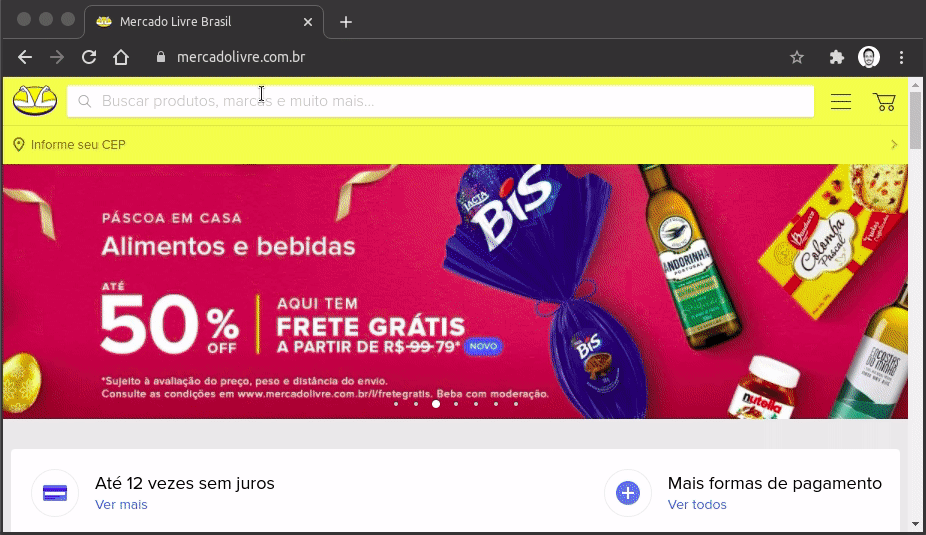 Mercado Livre Brasil
mercadolivre.com.br
Buscar produtos, marcas e muito mais...
Informe seu CEP
PÁSCOA EM CASA
Alimentos e bebidas
ATÉ
50% OFF
AQUI TEM
FRETE GRÁTIS
A PARTIR DE R$ 99 79* NOVO
*Sujeito à avaliação do preço, peso e distância do envio.
Consulte as condições em www.mercadolivre.com.br/l/fretegratis. Beba com moderação.
LACTA
BIS
BIS
ANDORINHA
PORTUGAL
Bauducco
Colomba
Pascal
Frutas
nutella
Até 12 vezes sem juros
Ver mais
Mais formas de pagamento
Ver todos